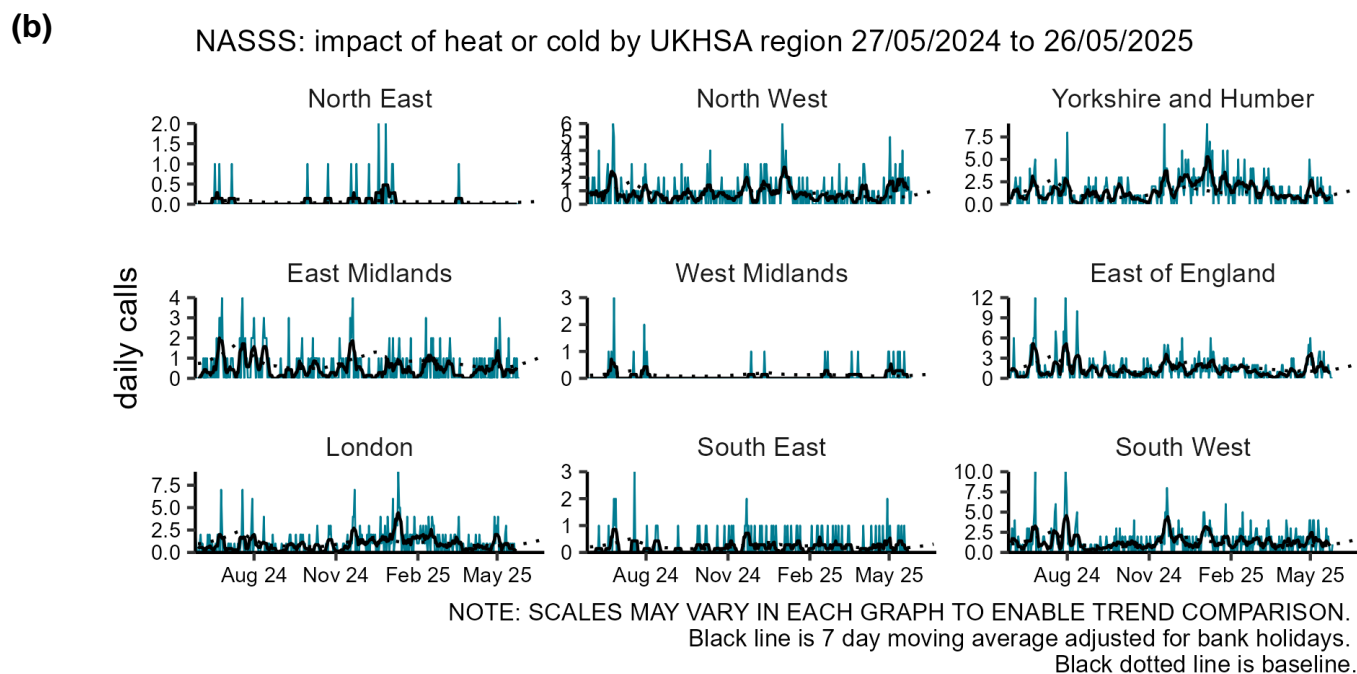 (b)
NASSS: impact of heat or cold by UKHSA region 27/05/2024 to 26/05/2025
North East
North West
Yorkshire and Humber
2.0
1.5
1.0
0.5
0.0
6
5
4
3
2
1
0
7.5
5.0
2.5
0.0
daily calls
East Midlands
West Midlands
East of England
4
3
2
1
0
3
2
1
0
12
9
6
3
0
London
South East
South West
7.5
5.0
2.5
0.0
3
2
1
0
10.0
7.5
5.0
2.5
0.0
Aug 24 Nov 24 Feb 25 May 25
Aug 24 Nov 24 Feb 25 May 25
Aug 24 Nov 24 Feb 25 May 25
NOTE: SCALES MAY VARY IN EACH GRAPH TO ENABLE TREND COMPARISON.
Black line is 7 day moving average adjusted for bank holidays.
Black dotted line is baseline.